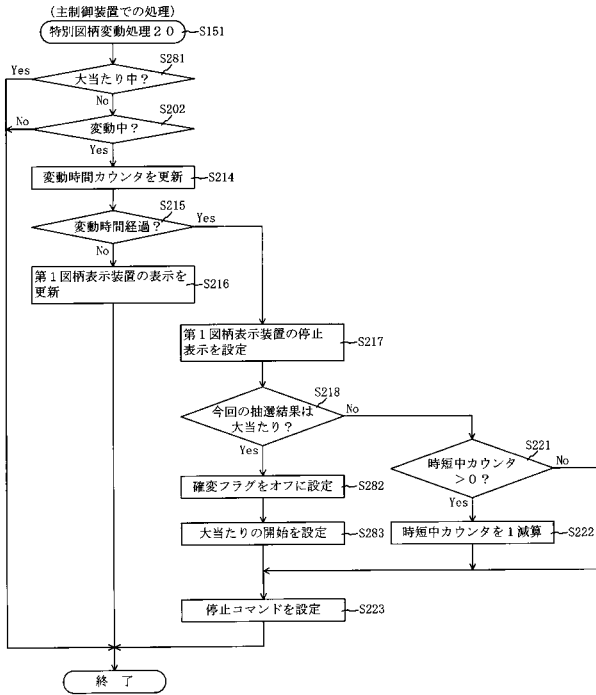 (主制御装置での処理)
特別図柄変動処理20
S151
S281
Yes
大当たり中?
No
S202
No
変動中?
Yes
変動時間カウンタを更新
S214
S215
変動時間経過?
Yes
No
第1図柄表示装置の表示を
更新
S216
第1図柄表示装置の停止
表示を設定
S217
S218
今回の抽選結果は
大当たり?
No
Yes
S221
時短中カウンタ
>0?
No
Yes
確変フラグをオフに設定
S282
大当たりの開始を設定
S283
時短中カウンタを1減算
S222
停止コマンドを設定
S223
終 了